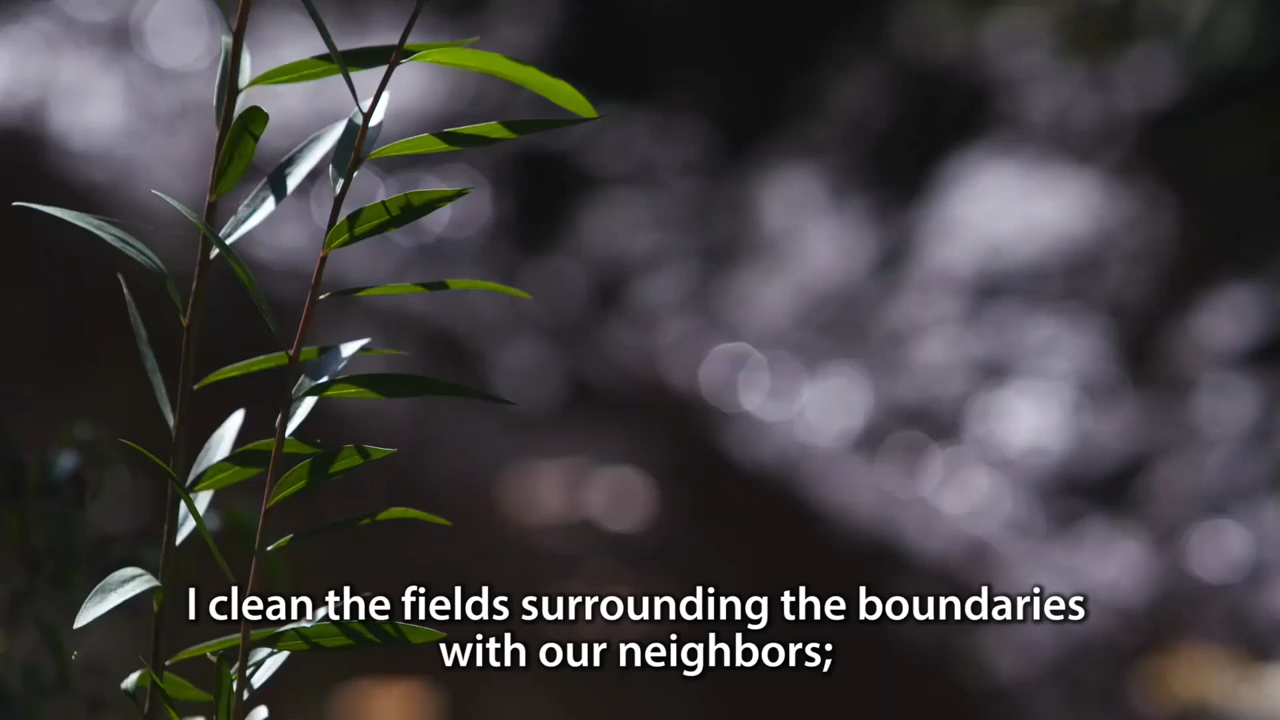 I clean the fields surrounding the boundaries
with our neighbors;